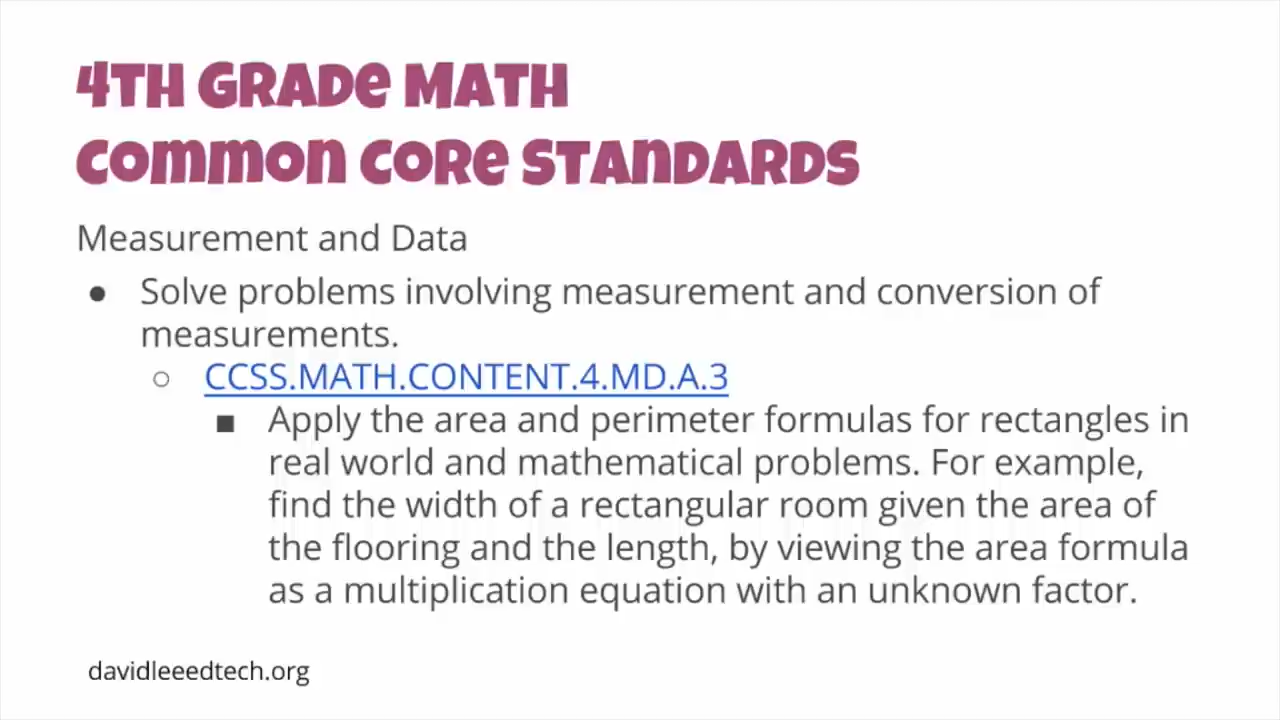 4TH GRADE MATH
COMMON CORE STANDARDS
Measurement and Data
● Solve problems involving measurement and conversion of
measurements.
○ CCSS.MATH.CONTENT.4.MD.A.3
■ Apply the area and perimeter formulas for rectangles in
real world and mathematical problems. For example,
find the width of a rectangular room given the area of
the flooring and the length, by viewing the area formula
as a multiplication equation with an unknown factor.
davidleeedtech.org